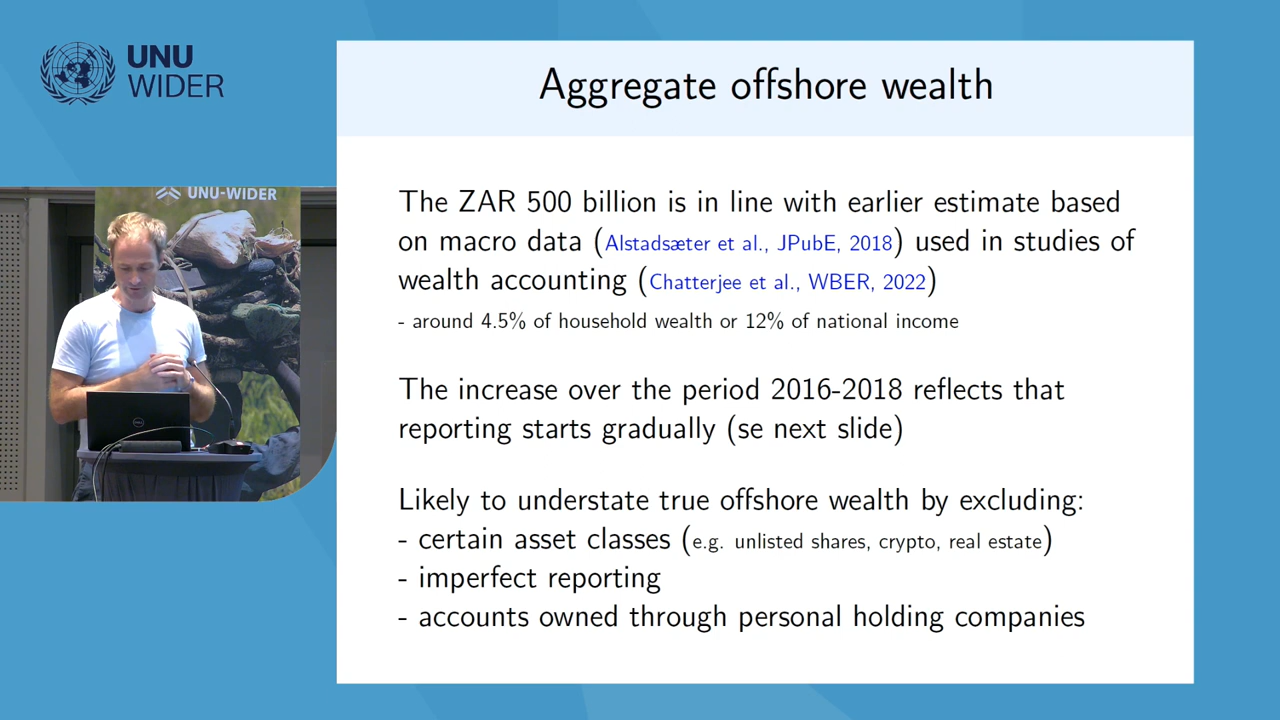 UNU
WIDER
UNU-WIDER
Aggregate offshore wealth
The ZAR 500 billion is in line with earlier estimate based
on macro data (Alstadsæter et al., JPubE, 2018) used in studies of
wealth accounting (Chatterjee et al., WBER, 2022)
- around 4.5% of household wealth or 12% of national income
The increase over the period 2016-2018 reflects that
reporting starts gradually (se next slide)
Likely to understate true offshore wealth by excluding:
- certain asset classes (e.g. unlisted shares, crypto, real estate)
- imperfect reporting
- accounts owned through personal holding companies
DELL